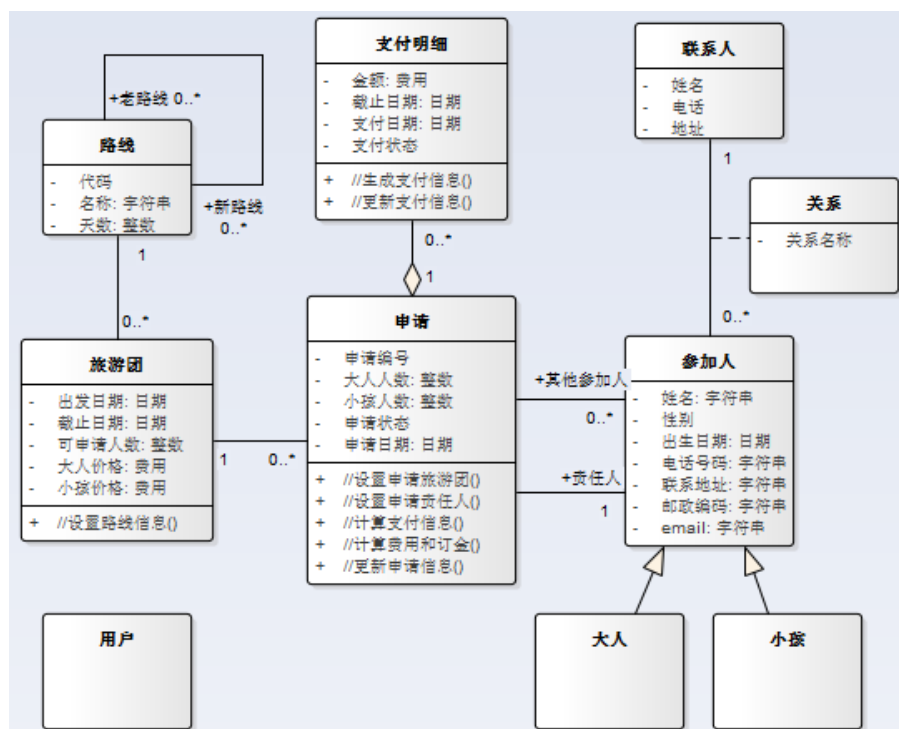 支付明细
- 金额: 费用
- 截止日期: 日期
- 支付日期: 日期
- 支付状态
+ //生成支付信息()
+ //更新支付信息()
0..*
1
联系人
- 姓名
- 电话
- 地址
1
0..*
关系
- 关系名称
+老路线 0..*
路线
- 代码
- 名称: 字符串
- 天数: 整数
+新路线
0..*
1
0..*
旅游团
- 出发日期: 日期
- 截止日期: 日期
- 可申请人数: 整数
- 大人价格: 费用
- 小孩价格: 费用
+ //设置路线信息()
1
0..*
申请
- 申请编号
- 大人人数: 整数
- 小孩人数: 整数
- 申请状态
- 申请日期: 日期
+ //设置申请旅游团()
+ //设置申请责任人()
+ //计算支付信息()
+ //计算费用和订金()
+ //更新申请信息()
+其他参加人
0..*
+责任人
1
参加人
- 姓名: 字符串
- 性别
- 出生日期: 日期
- 电话号码: 字符串
- 联系地址: 字符串
- 邮政编码: 字符串
- email: 字符串
用户
大人
小孩